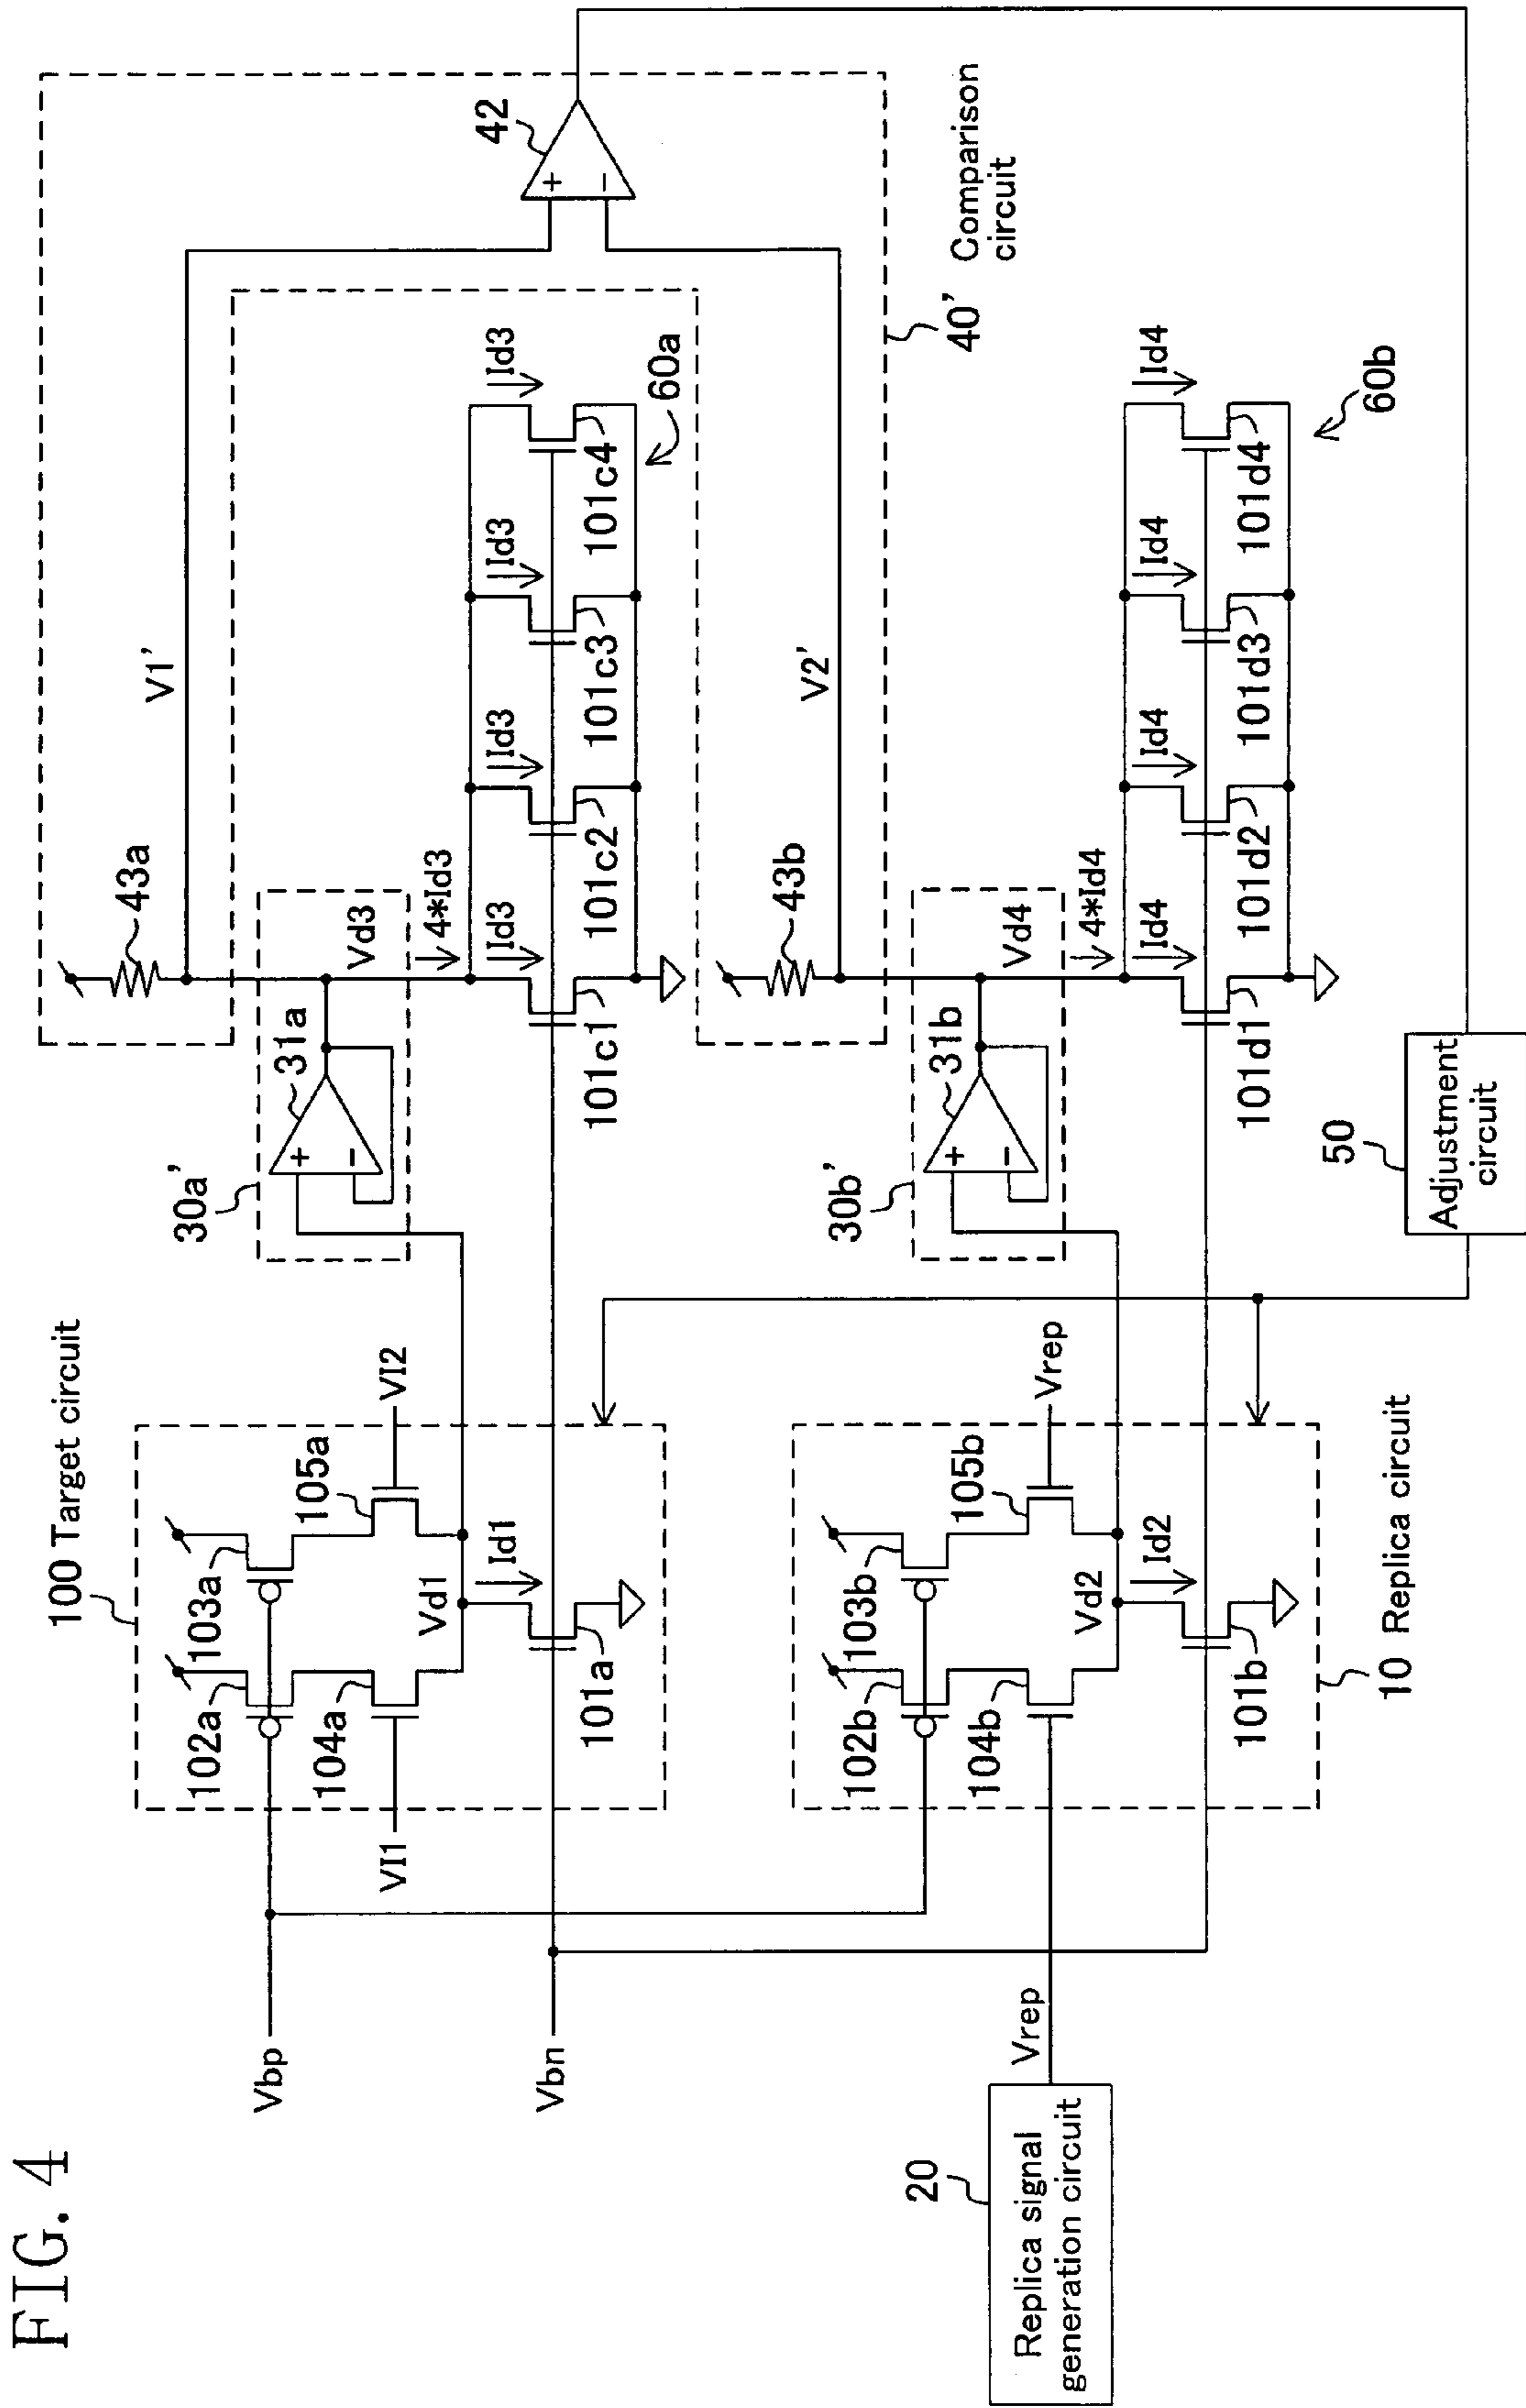 FIG. 4
100 Target circuit
102a
103a
104a
105a
VI1
VI2
Vd1
Id1
101a
Vbp
Vbn
20
Replica signal
generation circuit
Vrep
Vrep
102b
103b
104b
105b
Vd2
Id2
101b
10 Replica circuit
30a'
31a
+
-
Vd3
43a
V1'
4*Id3
Id3
Id3
Id3
Id3
101c1
101c2
101c3
101c4
60a
30b'
31b
+
-
Vd4
43b
V2'
4*Id4
Id4
Id4
Id4
Id4
101d1
101d2
101d3
101d4
60b
42
+
-
40' Comparison
circuit
50
Adjustment
circuit